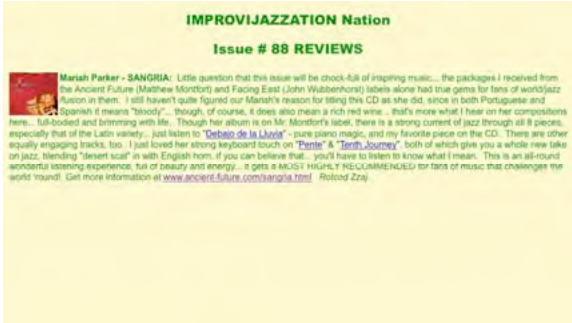 IMPROVIJAZZATION Nation
Issue # 88 REVIEWS
Mariah Parker - SANGRIA: Little question that this issue will be chock-full of inspiring music... the packages I received from
the Ancient Future (Matthew Montfort) and Facing East (John Wubbenhorst) labels alone had true gems for fans of world/jazz
fusion in them. I still haven't quite figured our Mariah's reason for titling this CD as she did, since in both Portuguese and
Spanish it means "bloody"... though, of course, it does also mean a rich red wine... that's more what I hear on her compositions
here... full-bodied and brimming with life. Though her album is on Mr. Montfort's label, there is a strong current of jazz through all 8 pieces,
especially that of the Latin variety... just listen to "Debajo de la Lluvia" - pure piano magic, and my favorite piece on the CD. There are other
equally engaging tracks, too. I just loved her strong keyboard touch on "Pente" & "Tenth Journey", both of which give you a whole new take
on jazz, blending "desert scat" in with English horn, if you can believe that... you'll have to listen to know what I mean. This is an all-round
wonderful listening experience, full of beauty and energy... it gets a MOST HIGHLY RECOMMENDED for fans of music that challenges the
world 'round! Get more information at www.ancient-future.com/sangria.html Rotcod Zzaj